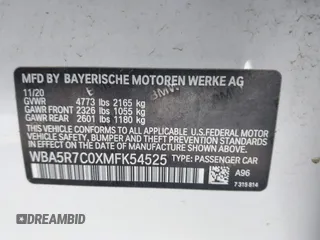 MFD BY BAYERISCHE MOTOREN WERKE AG
11/20
GVWR 4773 lbs 2165 kg
GAWR FRONT 2326 lbs 1055 kg
GAWR REAR 2601 lbs 1180 kg
THIS VEHICLE CONFORMS TO ALL APPLICABLE U.S. FEDERAL MOTOR
VEHICLE SAFETY, BUMPER, AND THEFT PREVENTION STANDARDS IN
EFFECT ON THE DATE OF MANUFACTURE SHOWN ABOVE.
WBA5R7C0XMFK54525 TYPE: PASSENGER CAR
A96
7 315 814